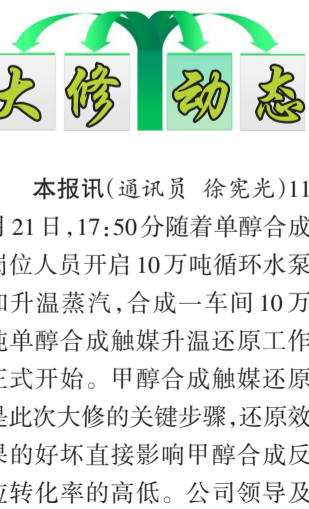 大修动态
本报讯(通讯员 徐宪光)11
月21日,17:50分随着单醇合成
岗位人员开启10万吨循环水泵
和升温蒸汽,合成一车间10万
吨单醇合成触媒升温还原工作
正式开始。甲醇合成触媒还原
是此次大修的关键步骤,还原效
果的好坏直接影响甲醇合成反
应转化率的高低。公司领导及